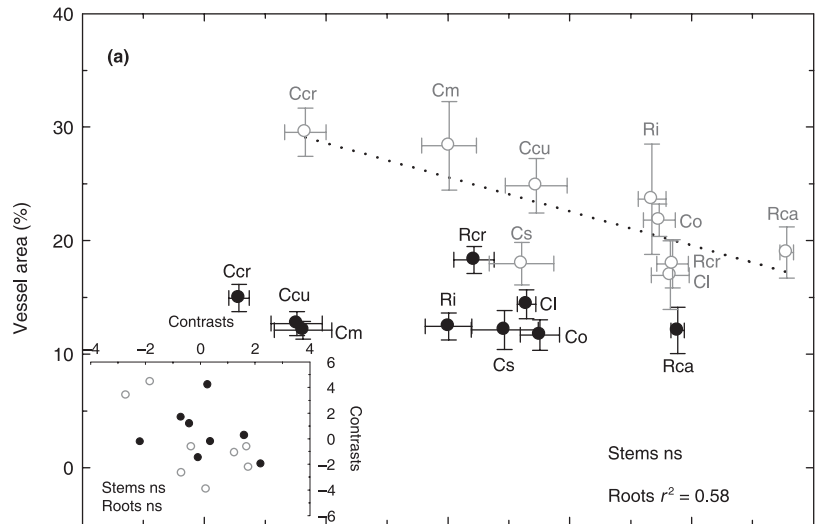 40
(a)
Ccr
Cm
Ri
30
Ccu
Vessel area (%)
Co
Rca
20
Rcr
Cs
Rcr
Cl
Ccr
Ccu
Ri
Cl
Contrasts
Cm
Cs
Co
Rca
10
−4 −2 0 2 4
6
4
2
0
−2
−4
−6
Contrasts
Stems ns
Roots ns
0
Stems ns
Roots r² = 0.58